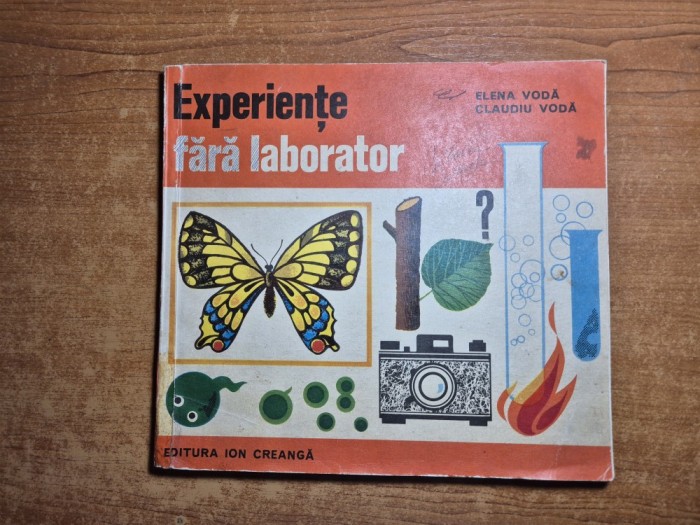 Experiențe
fără laborator
ELENA VODĂ
CLAUDIU VODĂ
?
EDITURA ION CREANGĂ